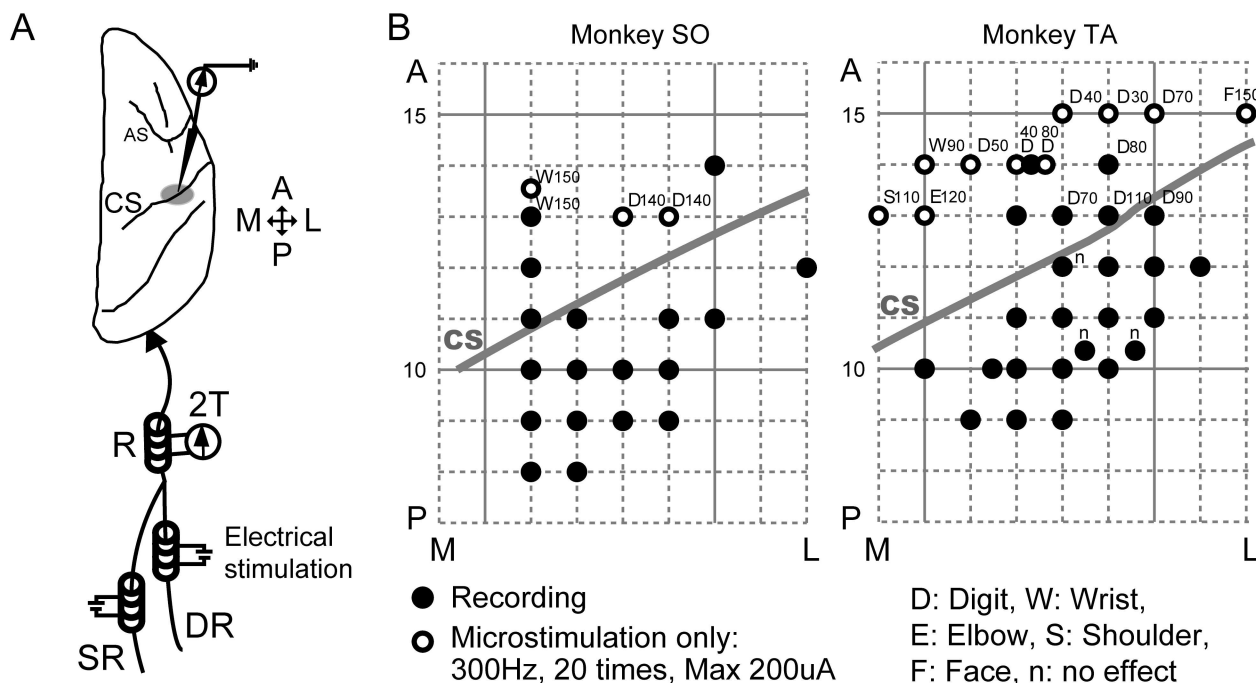 A
AS
CS
A
M
L
P
2T
R
Electrical
stimulation
SR
DR
B
Monkey SO
A
15
W150
W150
D140
D140
CS
10
P
M
L
Monkey TA
A
15
D40
D30
D70
F150
W90
D50
40
80
D
D
D80
S110
E120
D70
D110
D90
n
CS
n
n
10
P
M
L
Recording
Microstimulation only:
300Hz, 20 times, Max 200uA
D: Digit, W: Wrist,
E: Elbow, S: Shoulder,
F: Face, n: no effect